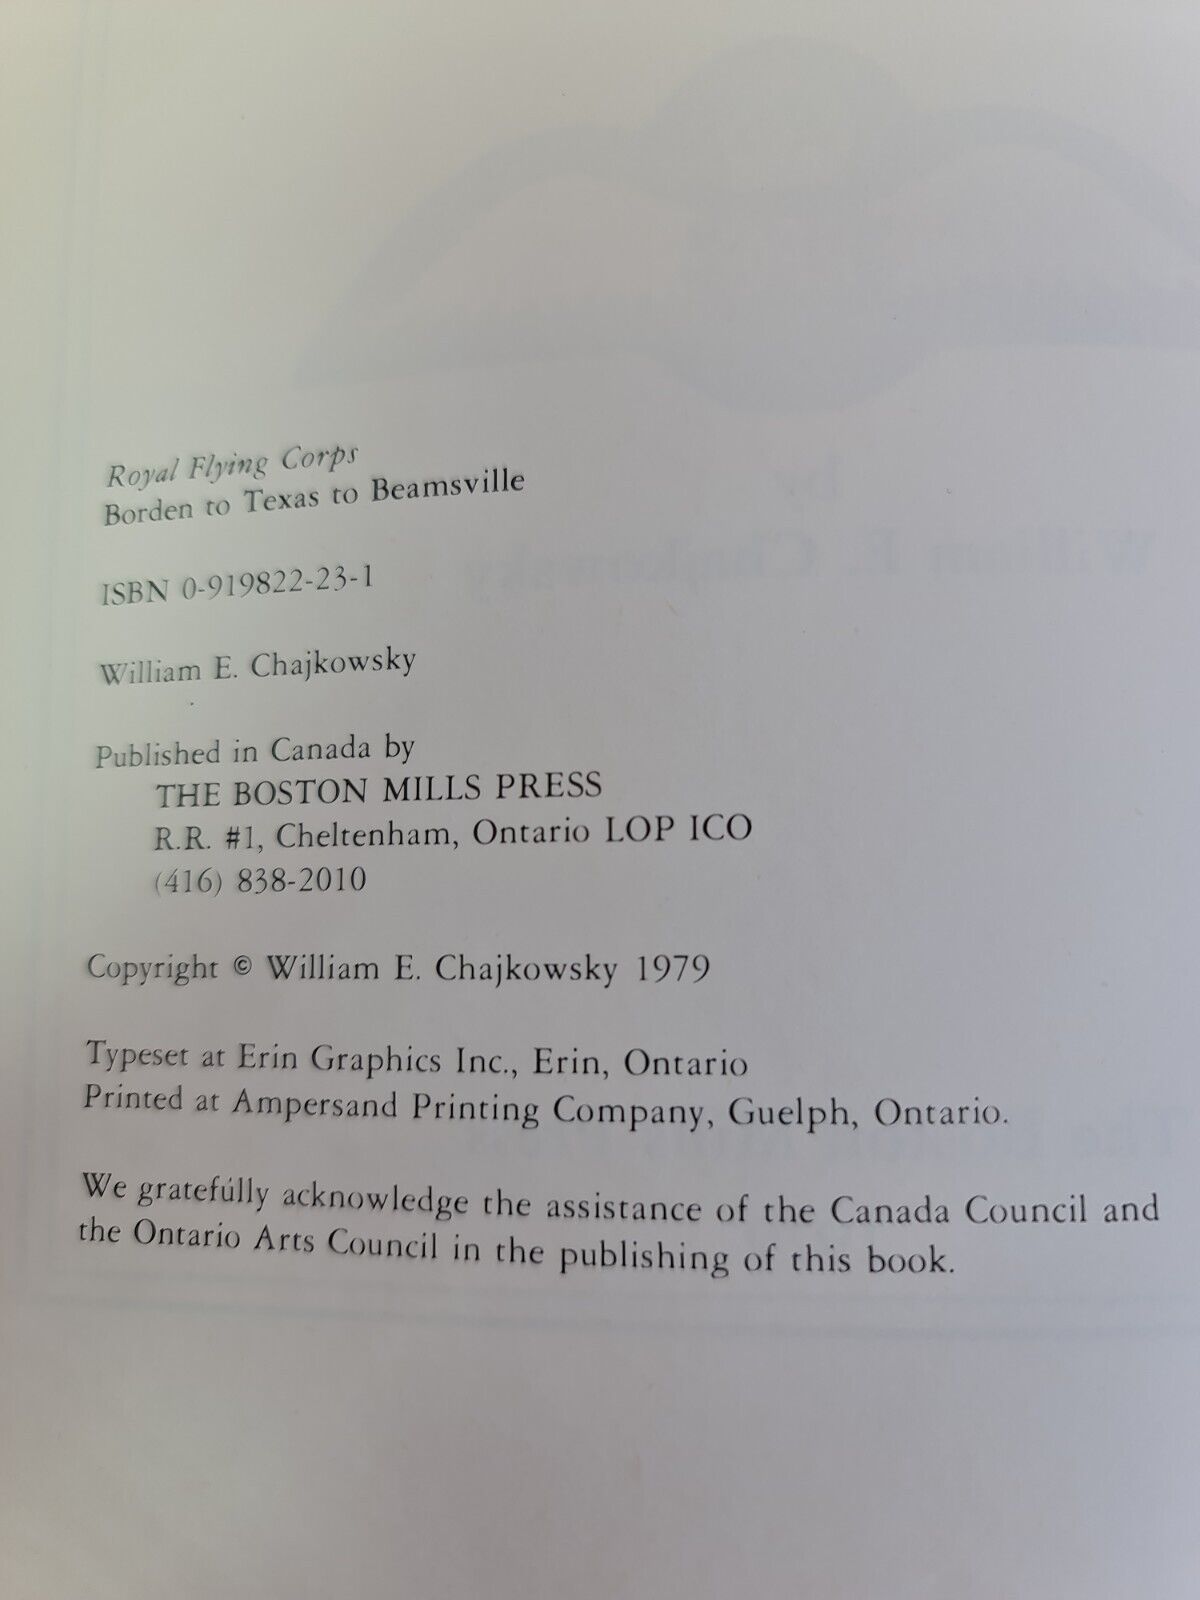 Royal Flying Corps
Borden to Texas to Beamsville
ISBN 0-919822-23-1
William E. Chajkowsky
Published in Canada by
THE BOSTON MILLS PRESS
R.R. #1, Cheltenham, Ontario LOP ICO
(416) 838-2010
Copyright © William E. Chajkowsky 1979
Typeset at Erin Graphics Inc., Erin, Ontario
Printed at Ampersand Printing Company, Guelph, Ontario.
We gratefully acknowledge the assistance of the Canada Council and
the Ontario Arts Council in the publishing of this book.